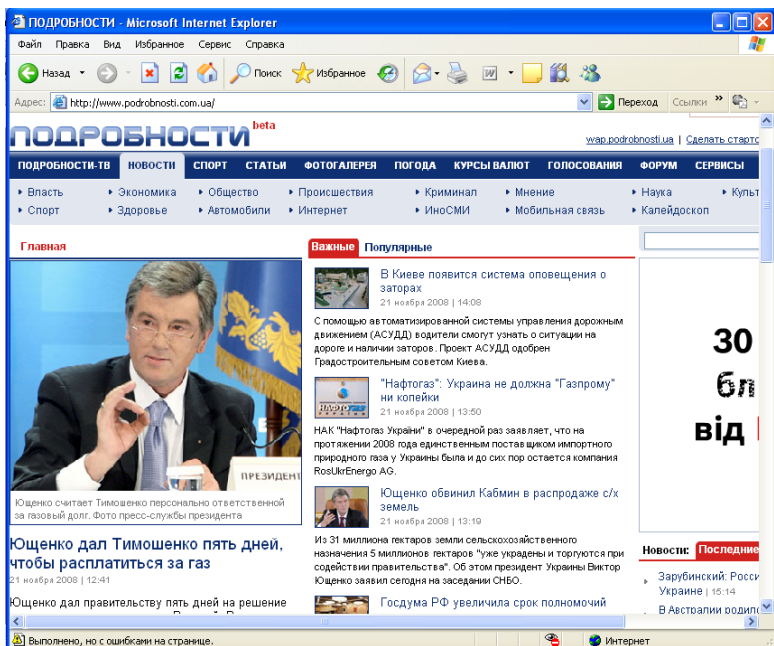 ПОДРОБНОСТИ - Microsoft Internet Explorer
Файл Правка Вид Избранное Сервис Справка
Назад Поиск Избранное
Адрес: http://www.podrobnosti.com.ua/ Переход Ссылки »
ПОДРОБНОСТИ beta
wap.podrobnosti.ua | Сделать старто
ПОДРОБНОСТИ-ТВ НОВОСТИ СПОРТ СТАТЬИ ФОТОГАЛЕРЕЯ ПОГОДА КУРСЫ ВАЛЮТ ГОЛОСОВАНИЯ ФОРУМ СЕРВИСЫ
Власть Экономика Общество Происшествия Криминал Мнение Наука Культ
Спорт Здоровье Автомобили Интернет ИноСМИ Мобильная связь Калейдоскоп
Главная
ПРЕЗИДЕНТ
Ющенко считает Тимошенко персонально ответственной
за газовый долг. Фото пресс-службы президента
Ющенко дал Тимошенко пять дней,
чтобы расплатиться за газ
21 ноября 2008 | 12:41
Ющенко дал правительству пять дней на решение
Важные Популярные
В Киеве появится система оповещения о
заторах
21 ноября 2008 | 14:08
С помощью автоматизированной системы управления дорожным
движением (АСУДД) водители смогут узнать о ситуации на
дороге и наличии заторов. Проект АСУДД одобрен
Градостроительным советом Киева.
НАФТОГАЗ
"Нафтогаз": Украина не должна "Газпрому"
ни копейки
21 ноября 2008 | 13:50
НАК "Нафтогаз Украïни" в очередной раз заявляет, что на
протяжении 2008 года единственным поставщиком импортного
природного газа у Украины была и до сих пор остается компания
RosUkrEnergo AG.
Ющенко обвинил Кабмин в распродаже с/х
земель
21 ноября 2008 | 13:19
Из 31 миллиона гектаров земли сельскохозяйственного
назначения 5 миллионов гектаров "уже украдены и торгуются при
содействии правительства". Об этом президент Украины Виктор
Ющенко заявил сегодня на заседании СНБО.
Госдума РФ увеличила срок полномочий
30
бл
від
Новости: Последние
Зарубинский: Росси
Украине | 15:14
В Австралии родило
Выполнено, но с ошибками на странице. Интернет